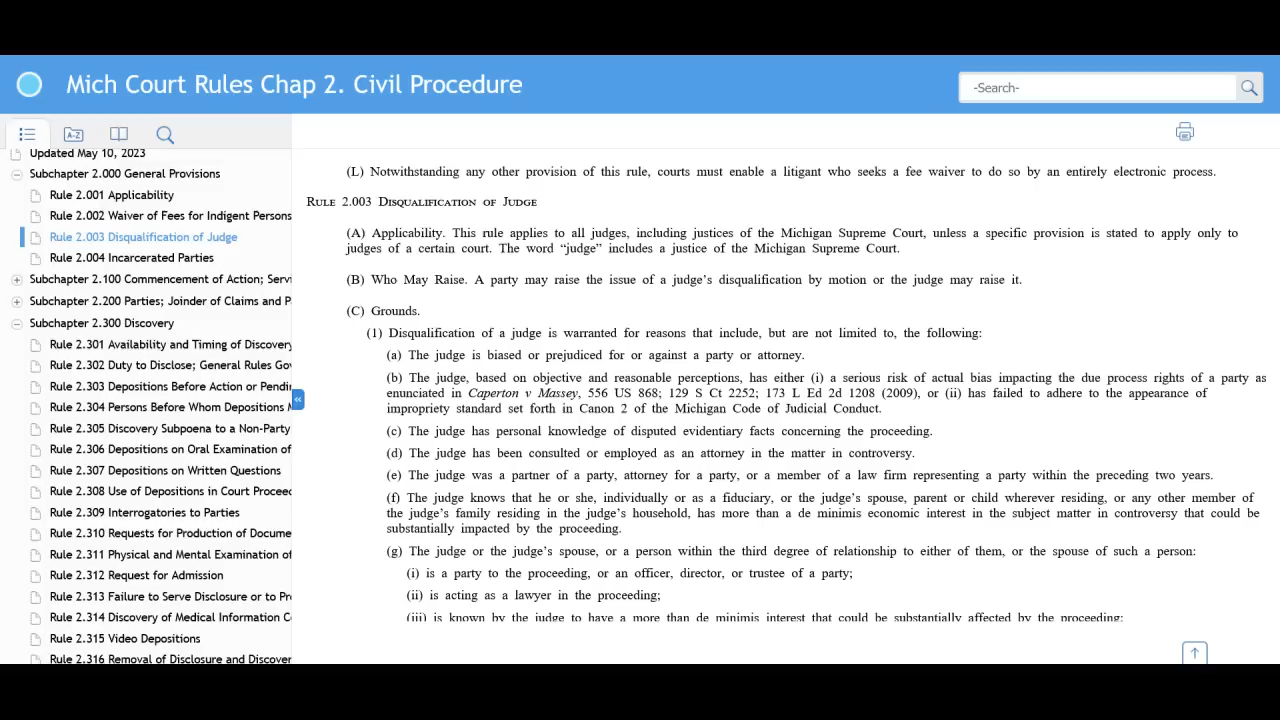 Mich Court Rules Chap 2. Civil Procedure
-Search-
A-Z
Updated May 10, 2023
Subchapter 2.000 General Provisions
Rule 2.001 Applicability
Rule 2.002 Waiver of Fees for Indigent Persons
Rule 2.003 Disqualification of Judge
Rule 2.004 Incarcerated Parties
Subchapter 2.100 Commencement of Action; Servi
Subchapter 2.200 Parties; Joinder of Claims and P
Subchapter 2.300 Discovery
Rule 2.301 Availability and Timing of Discovery
Rule 2.302 Duty to Disclose; General Rules Gov
Rule 2.303 Depositions Before Action or Pendin
Rule 2.304 Persons Before Whom Depositions M
Rule 2.305 Discovery Subpoena to a Non-Party
Rule 2.306 Depositions on Oral Examination of
Rule 2.307 Depositions on Written Questions
Rule 2.308 Use of Depositions in Court Proceed
Rule 2.309 Interrogatories to Parties
Rule 2.310 Requests for Production of Docume
Rule 2.311 Physical and Mental Examination of
Rule 2.312 Request for Admission
Rule 2.313 Failure to Serve Disclosure or to Pro
Rule 2.314 Discovery of Medical Information C
Rule 2.315 Video Depositions
Rule 2.316 Removal of Disclosure and Discover
(L) Notwithstanding any other provision of this rule, courts must enable a litigant who seeks a fee waiver to do so by an entirely electronic process.
RULE 2.003 DISQUALIFICATION OF JUDGE
(A) Applicability. This rule applies to all judges, including justices of the Michigan Supreme Court, unless a specific provision is stated to apply only to
judges of a certain court. The word “judge” includes a justice of the Michigan Supreme Court.
(B) Who May Raise. A party may raise the issue of a judge’s disqualification by motion or the judge may raise it.
(C) Grounds.
(1) Disqualification of a judge is warranted for reasons that include, but are not limited to, the following:
(a) The judge is biased or prejudiced for or against a party or attorney.
(b) The judge, based on objective and reasonable perceptions, has either (i) a serious risk of actual bias impacting the due process rights of a party as
enunciated in Caperton v Massey, 556 US 868; 129 S Ct 2252; 173 L Ed 2d 1208 (2009), or (ii) has failed to adhere to the appearance of
impropriety standard set forth in Canon 2 of the Michigan Code of Judicial Conduct.
(c) The judge has personal knowledge of disputed evidentiary facts concerning the proceeding.
(d) The judge has been consulted or employed as an attorney in the matter in controversy.
(e) The judge was a partner of a party, attorney for a party, or a member of a law firm representing a party within the preceding two years.
(f) The judge knows that he or she, individually or as a fiduciary, or the judge’s spouse, parent or child wherever residing, or any other member of
the judge’s family residing in the judge’s household, has more than a de minimis economic interest in the subject matter in controversy that could be
substantially impacted by the proceeding.
(g) The judge or the judge’s spouse, or a person within the third degree of relationship to either of them, or the spouse of such a person:
(i) is a party to the proceeding, or an officer, director, or trustee of a party;
(ii) is acting as a lawyer in the proceeding;
(iii) is known by the judge to have a more than de minimis interest that could be substantially affected by the proceeding;